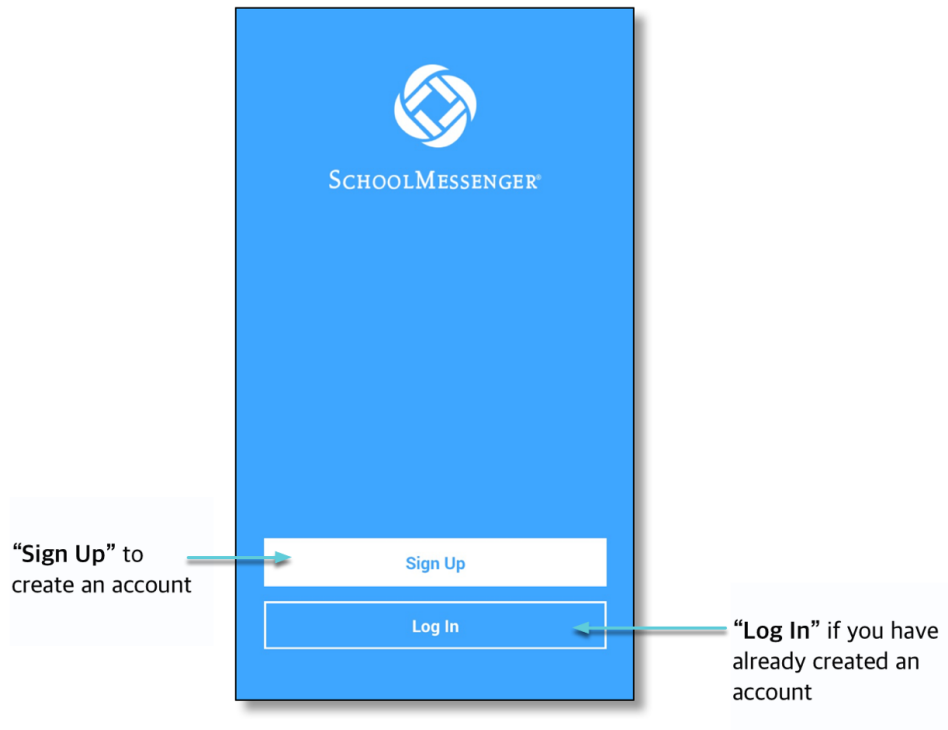 SCHOOLMESSENGER®
“Sign Up” to
create an account
Sign Up
Log In
“Log In” if you have
already created an
account